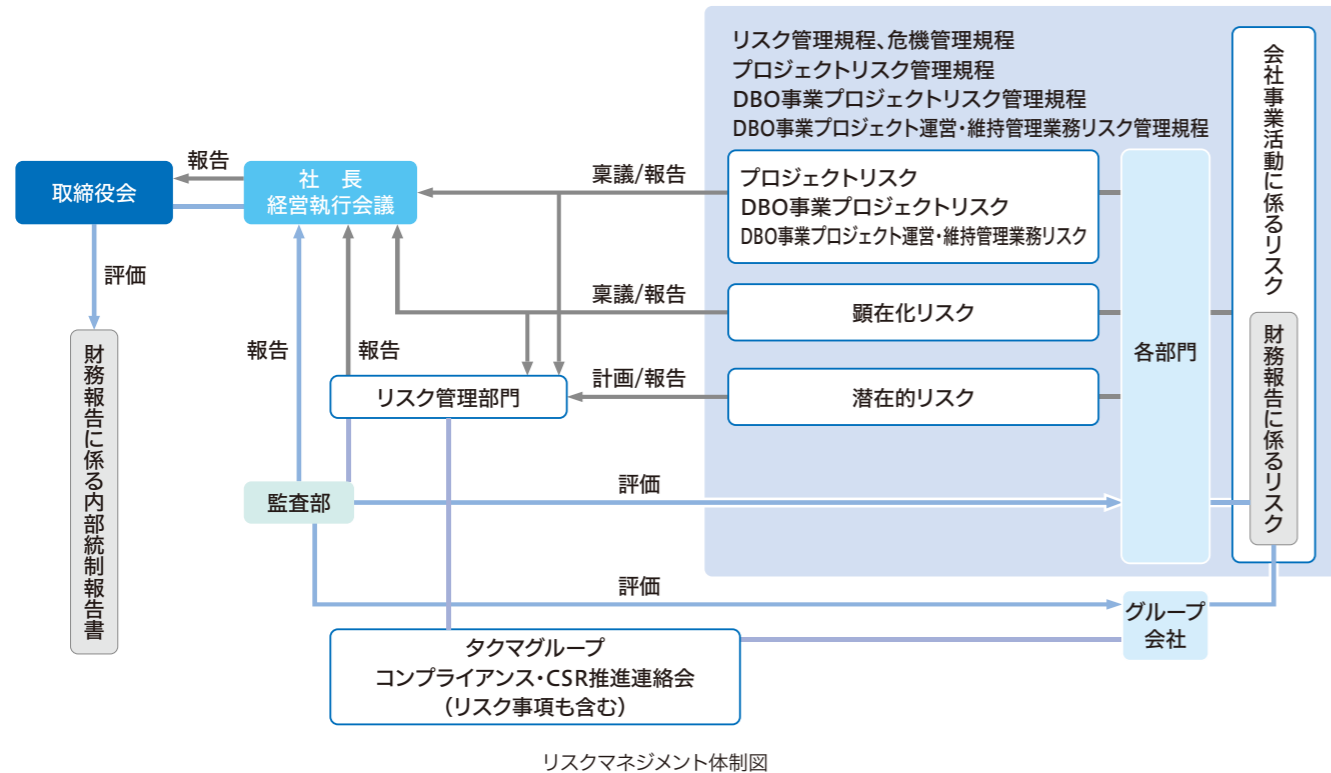 リスク管理規程、危機管理規程
プロジェクトリスク管理規程
DBO事業プロジェクトリスク管理規程
DBO事業プロジェクト運営・維持管理業務リスク管理規程
会社事業活動に係るリスク
取締役会
報告
社 長
経営執行会議
稟議/報告
プロジェクトリスク
DBO事業プロジェクトリスク
DBO事業プロジェクト運営・維持管理業務リスク
評価
稟議/報告
顕在化リスク
各部門
財務報告に係るリスク
財務報告に係る内部統制報告書
報告
報告
リスク管理部門
計画/報告
潜在的リスク
監査部
評価
評価
グループ
会社
タクマグループ
コンプライアンス・CSR推進連絡会
(リスク事項も含む)
リスクマネジメント体制図